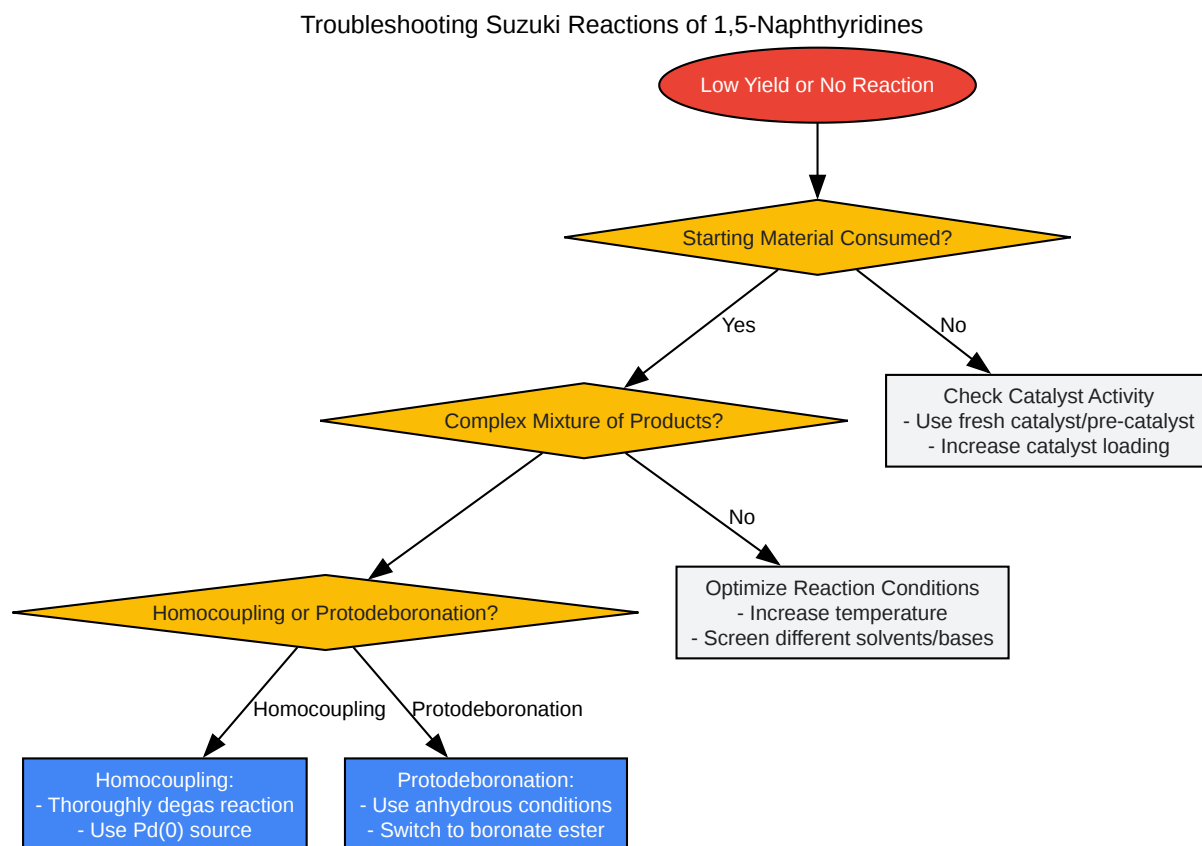 Troubleshooting Suzuki Reactions of 1,5-Naphthyridines
Low Yield or No Reaction
Starting Material Consumed?
Yes
No
Complex Mixture of Products?
Check Catalyst Activity
- Use fresh catalyst/pre-catalyst
- Increase catalyst loading
No
Homocoupling or Protodeboronation?
Optimize Reaction Conditions
- Increase temperature
- Screen different solvents/bases
Homocoupling
Protodeboronation
Homocoupling:
- Thoroughly degas reaction
- Use Pd(0) source
Protodeboronation:
- Use anhydrous conditions
- Switch to boronate ester